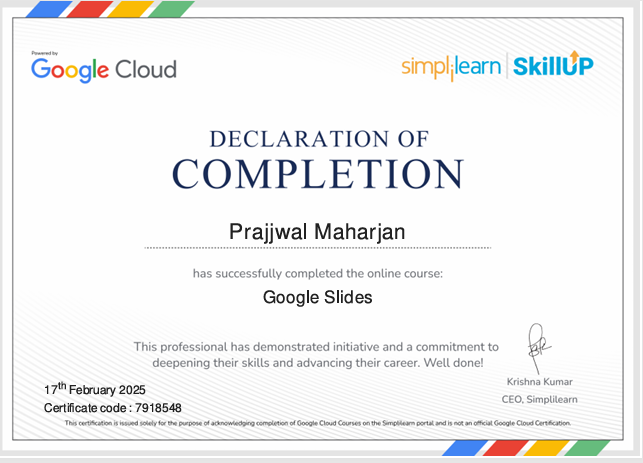 Powered by
Google Cloud
simplilearn | SkillUP
DECLARATION OF
COMPLETION
Prajjwal Maharjan
has successfully completed the online course:
Google Slides
This professional has demonstrated initiative and a commitment to
deepening their skills and advancing their career. Well done!
17th February 2025
Certificate code : 7918548
Krishna Kumar
CEO, Simplilearn
This certification is issued solely for the purpose of acknowledging completion of Google Cloud Courses on the Simplilearn portal and is not an official Google Cloud Certification.